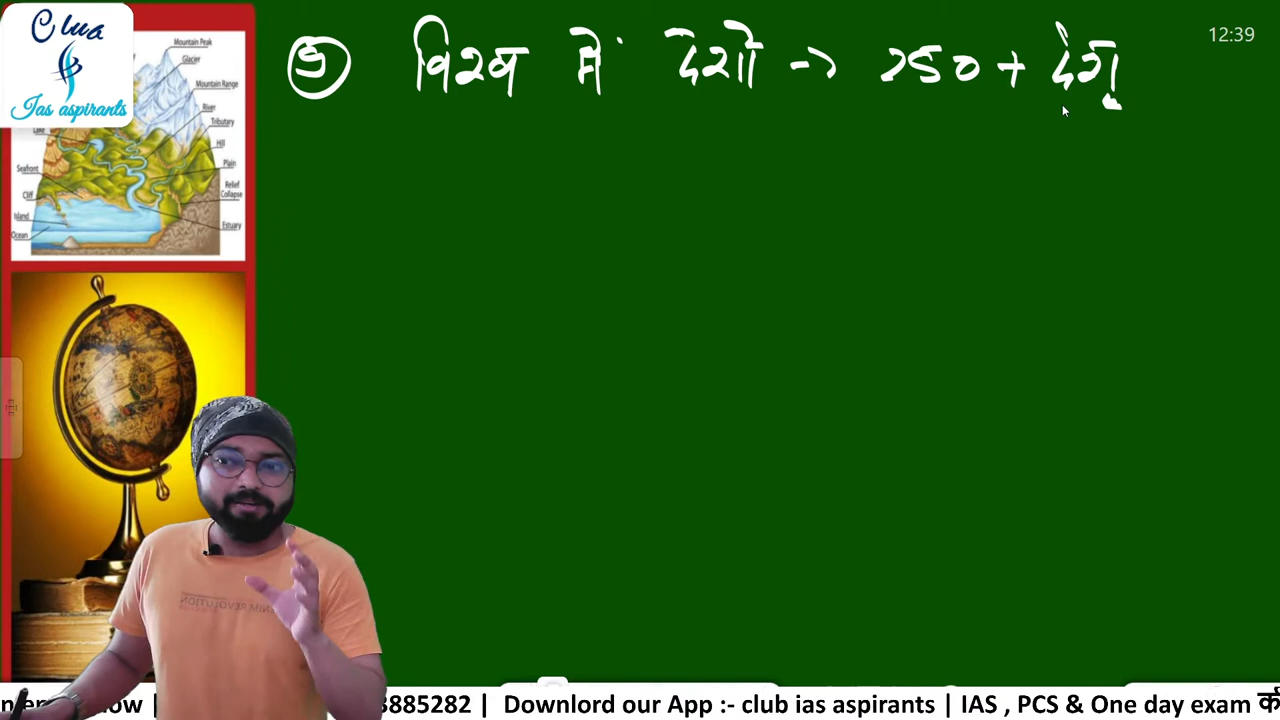 Club
Ias aspirants
Mountain Peak
Glacier
Mountain Range
River
Tributary
Lake
Hill
Plain
Seafront
Relief
Collapse
Cliff
Island
Estuary
Ocean
12:39
5 विश्व में देशों → 250 + देश
8885282 | Downlord our App :- club ias aspirants | IAS , PCS & One day exam की